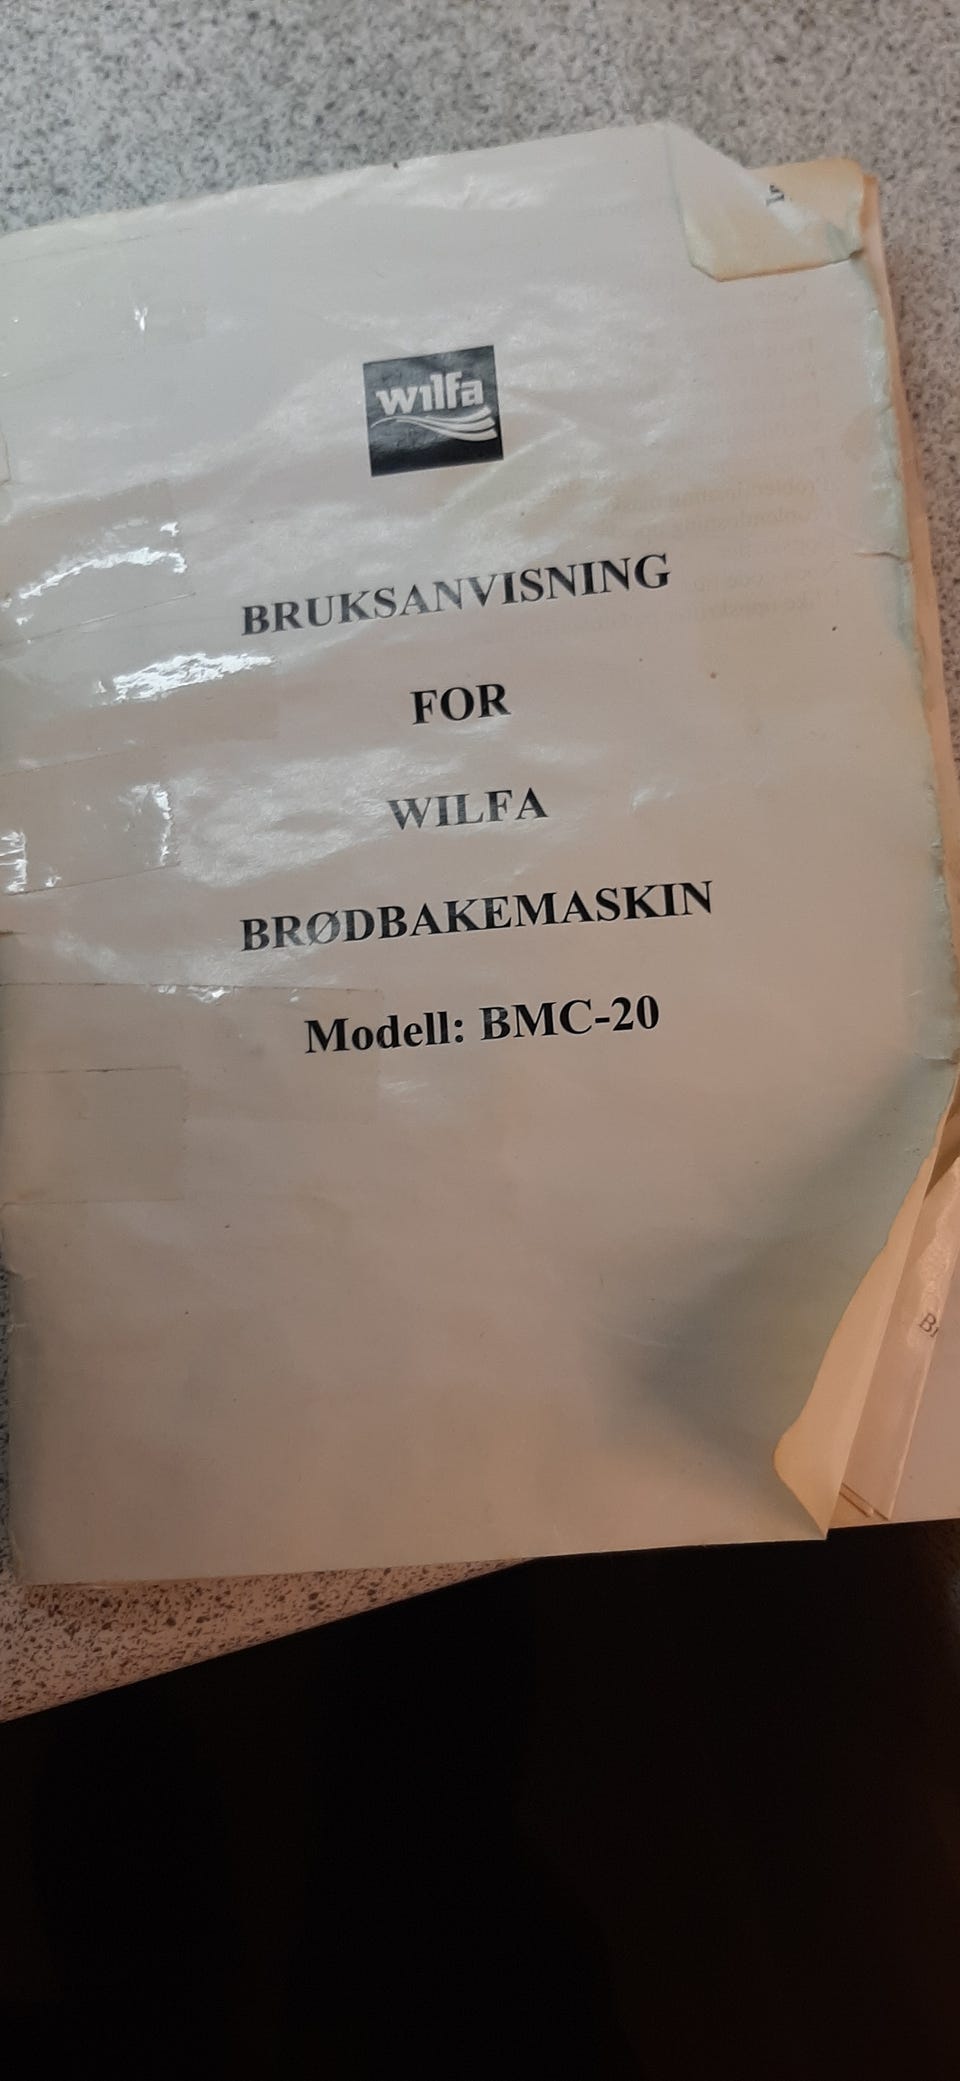 wilfa
BRUKSANVISNING
FOR
WILFA
BRØDBAKEMASKIN
Modell: BMC-20